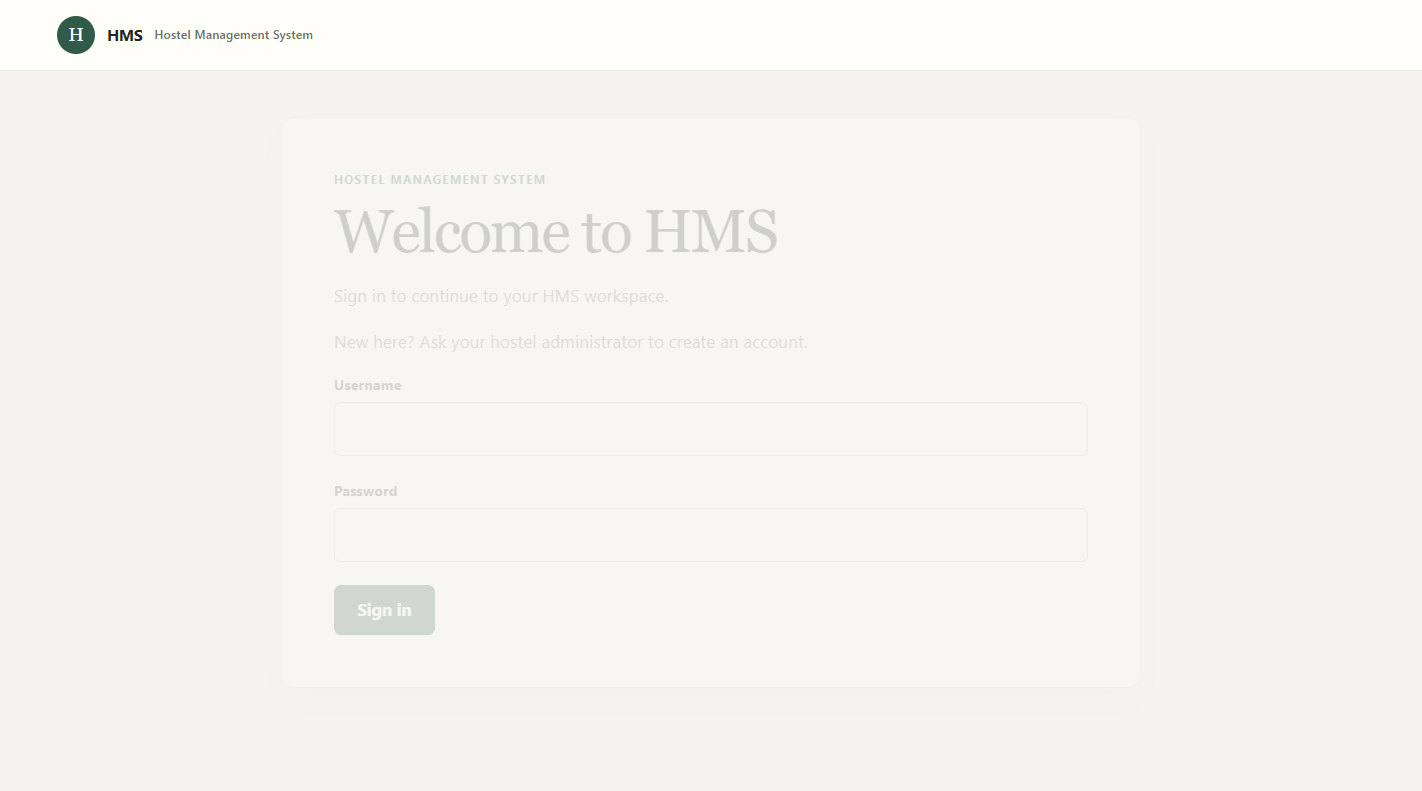 H HMS Hostel Management System
HOSTEL MANAGEMENT SYSTEM
Welcome to HMS
Sign in to continue to your HMS workspace.
New here? Ask your hostel administrator to create an account.
Username
Password
Sign in